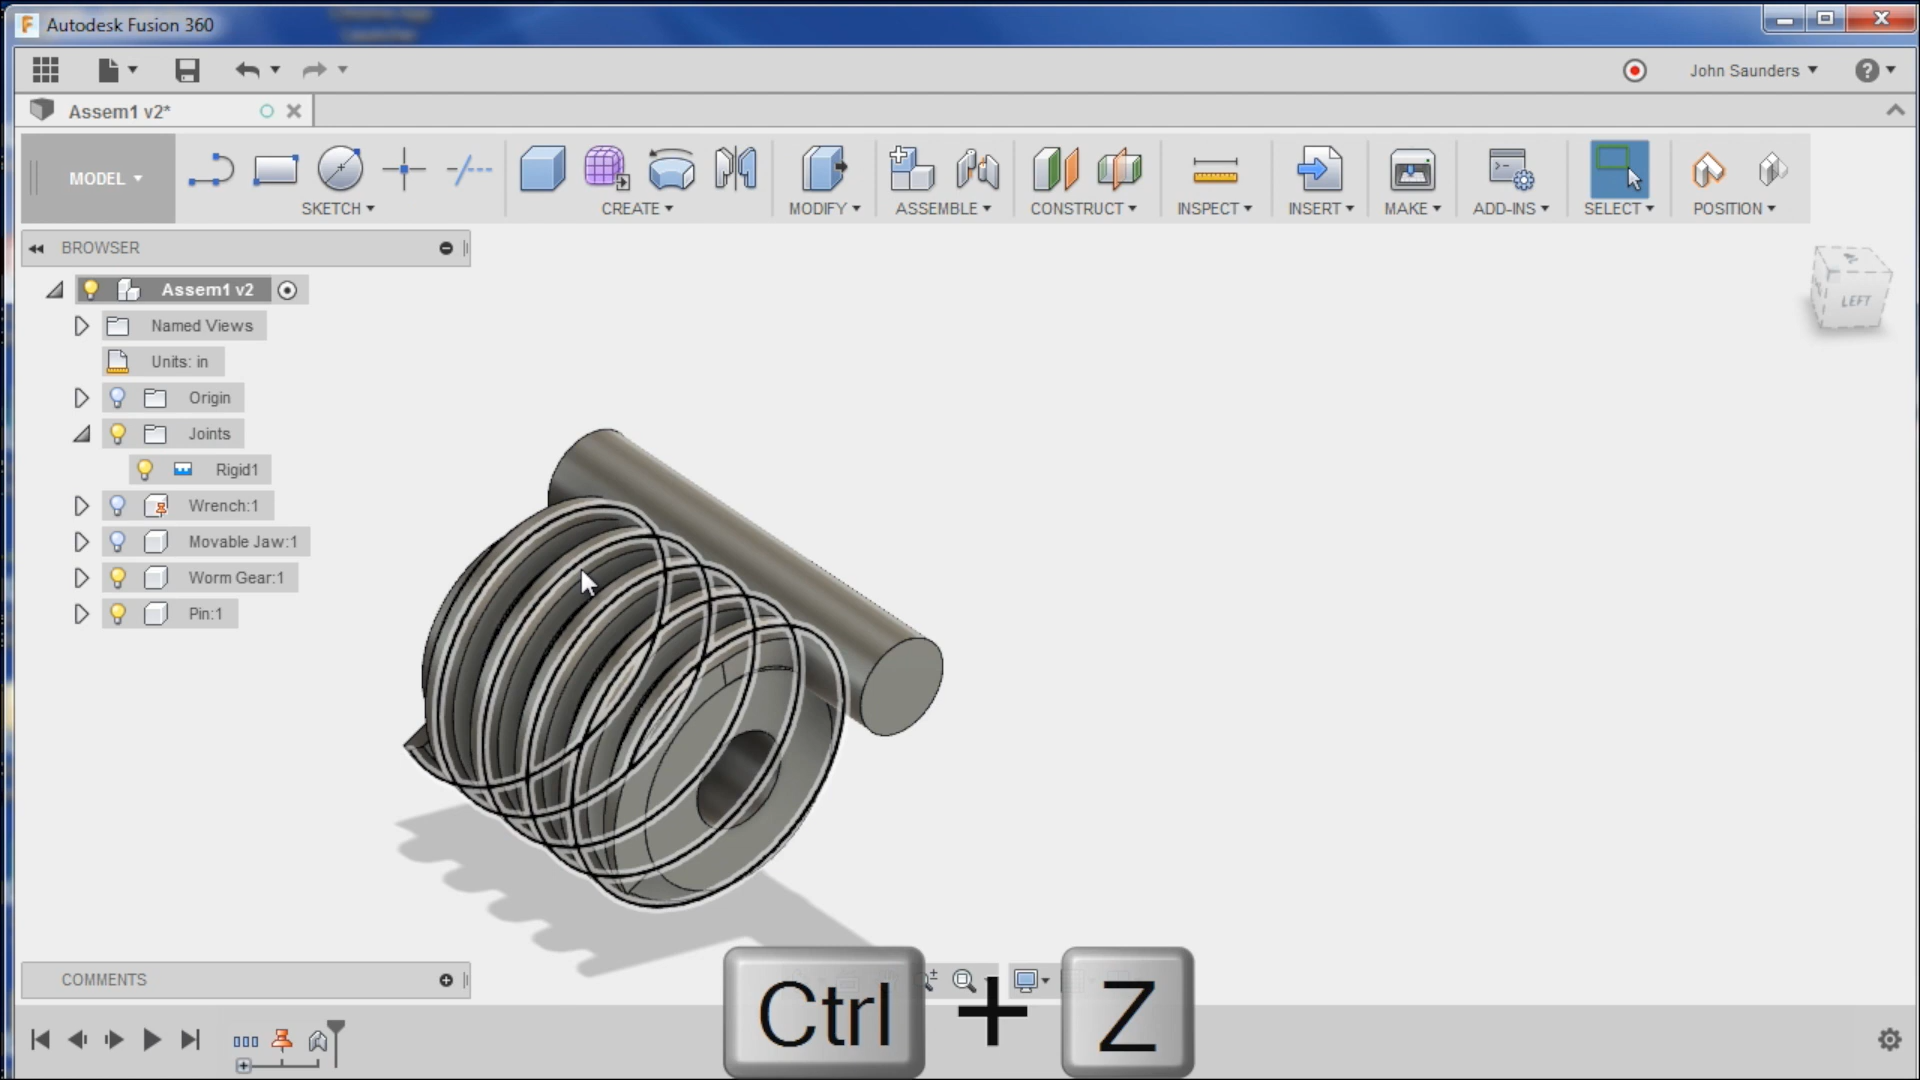 Autodesk Fusion 360
John Saunders
Assem1 v2*
MODEL
SKETCH
CREATE
MODIFY
ASSEMBLE
CONSTRUCT
INSPECT
INSERT
MAKE
ADD-INS
SELECT
POSITION
BROWSER
LEFT
Assem1 v2
Named Views
Units: in
Origin
Joints
Rigid1
Wrench:1
Movable Jaw:1
Worm Gear:1
Pin:1
COMMENTS
Ctrl + Z